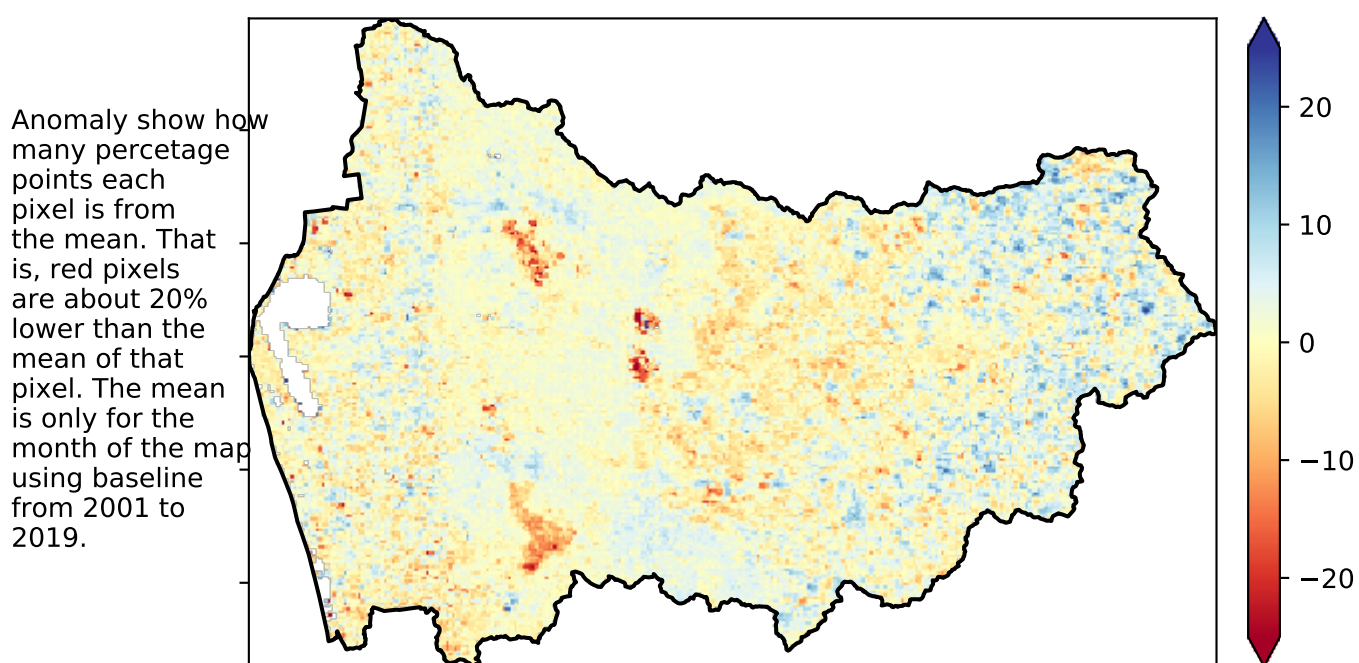 Anomaly show how
many percetage
points each
pixel is from
the mean. That
is, red pixels
are about 20%
lower than the
mean of that
pixel. The mean
is only for the
month of the map
using baseline
from 2001 to
2019.
20
10
0
−10
−20